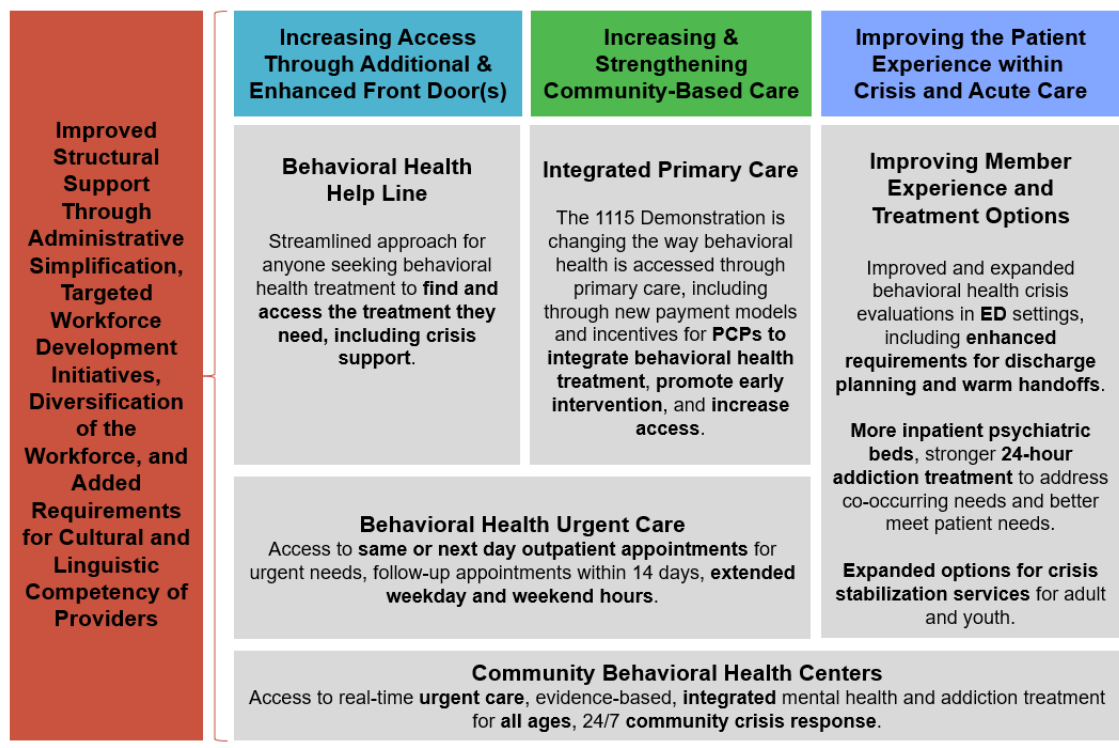 Improved
Structural
Support
Through
Administrative
Simplification,
Targeted
Workforce
Development
Initiatives,
Diversification
of the
Workforce, and
Added
Requirements
for Cultural and
Linguistic
Competency of
Providers
Increasing Access
Through Additional &
Enhanced Front Door(s)
Behavioral Health
Help Line
Streamlined approach for
anyone seeking behavioral
health treatment to find and
access the treatment they
need, including crisis
support.
Increasing &
Strengthening
Community-Based Care
Integrated Primary Care
The 1115 Demonstration is
changing the way behavioral
health is accessed through
primary care, including
through new payment models
and incentives for PCPs to
integrate behavioral health
treatment, promote early
intervention, and increase
access.
Improving the Patient
Experience within
Crisis and Acute Care
Improving Member
Experience and
Treatment Options
Improved and expanded
behavioral health crisis
evaluations in ED settings,
including enhanced
requirements for discharge
planning and warm handoffs.
More inpatient psychiatric
beds, stronger 24-hour
addiction treatment to address
co-occurring needs and better
meet patient needs.
Expanded options for crisis
stabilization services for adult
and youth.
Behavioral Health Urgent Care
Access to same or next day outpatient appointments for
urgent needs, follow-up appointments within 14 days, extended
weekday and weekend hours.
Community Behavioral Health Centers
Access to real-time urgent care, evidence-based, integrated mental health and addiction treatment
for all ages, 24/7 community crisis response.